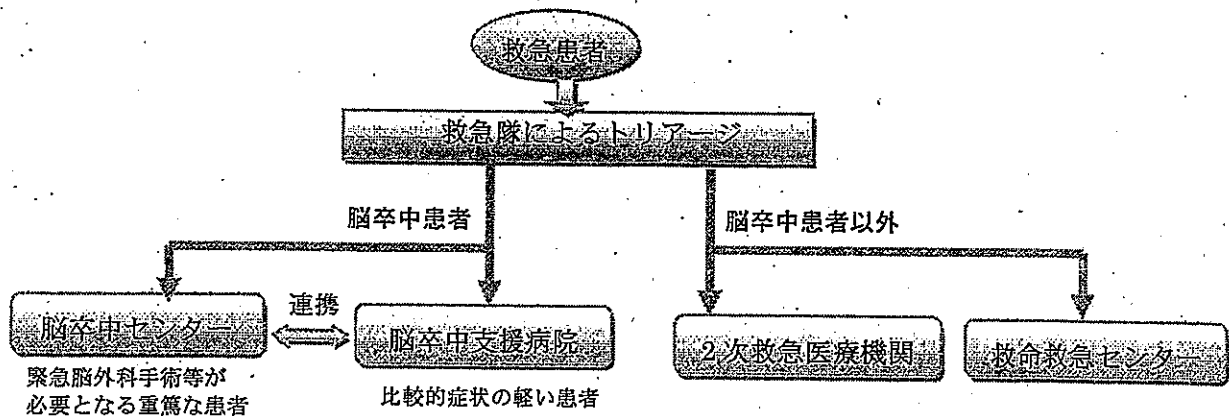 救急患者
救急隊によるトリアージ
脳卒中患者
脳卒中患者以外
脳卒中センター
連携
脳卒中支援病院
2次救急医療機関
救命救急センター
緊急脳外科手術等が
必要となる重篤な患者
比較的症状の軽い患者